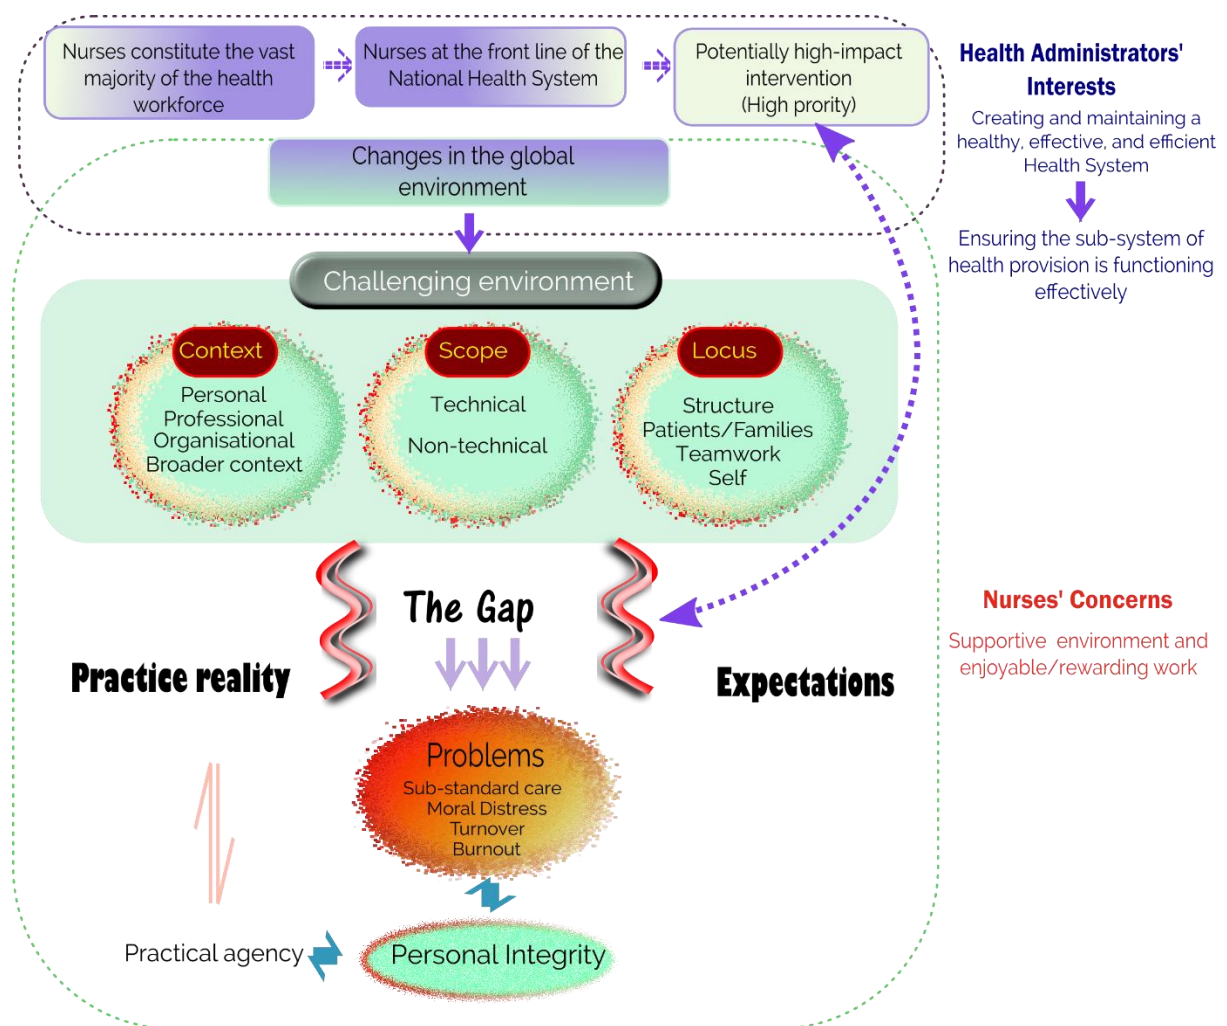 Nurses constitute the vast
majority of the health
workforce
Nurses at the front line of the
National Health System
Potentially high-impact
intervention
(High prority)
Health Administrators'
Interests
Creating and maintaining a
healthy, effective, and efficient
Health System
Ensuring the sub-system of
health provision is functioning
effectively
Changes in the global
environment
Challenging environment
Context
Personal
Professional
Organisational
Broader context
Scope
Technical
Non-technical
Locus
Structure
Patients/Families
Teamwork
Self
The Gap
Practice reality
Expectations
Nurses' Concerns
Supportive environment and
enjoyable/rewarding work
Problems
Sub-standard care
Moral Distress
Turnover
Burnout
Practical agency
Personal Integrity